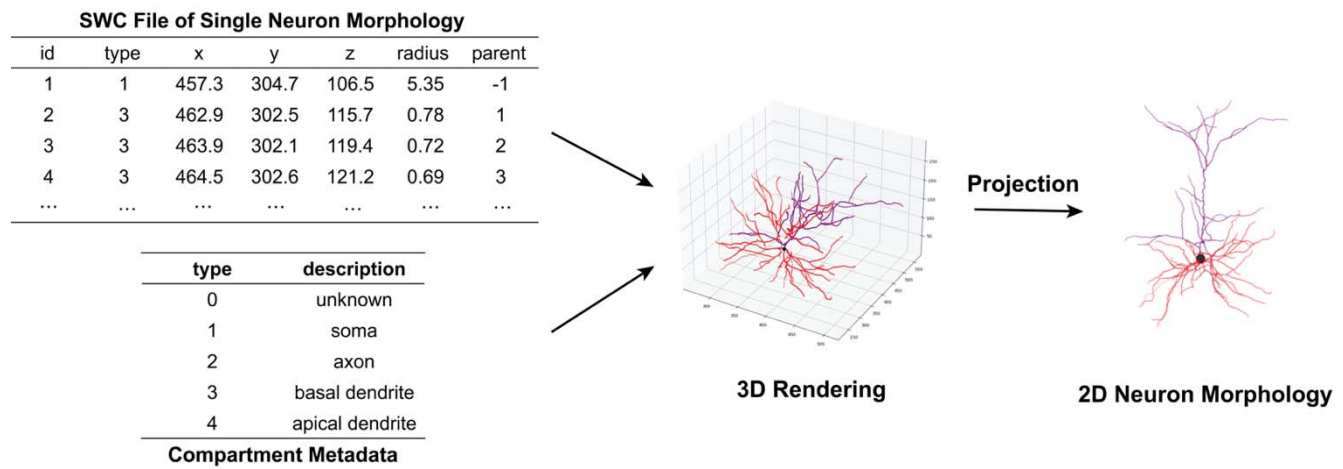 SWC File of Single Neuron Morphology
id type x y z radius parent
1 1 457.3 304.7 106.5 5.35 -1
2 3 462.9 302.5 115.7 0.78 1
3 3 463.9 302.1 119.4 0.72 2
4 3 464.5 302.6 121.2 0.69 3
... ... ... ... ... ... ...
type description
0 unknown
1 soma
2 axon
3 basal dendrite
4 apical dendrite
Compartment Metadata
3D Rendering
Projection
2D Neuron Morphology